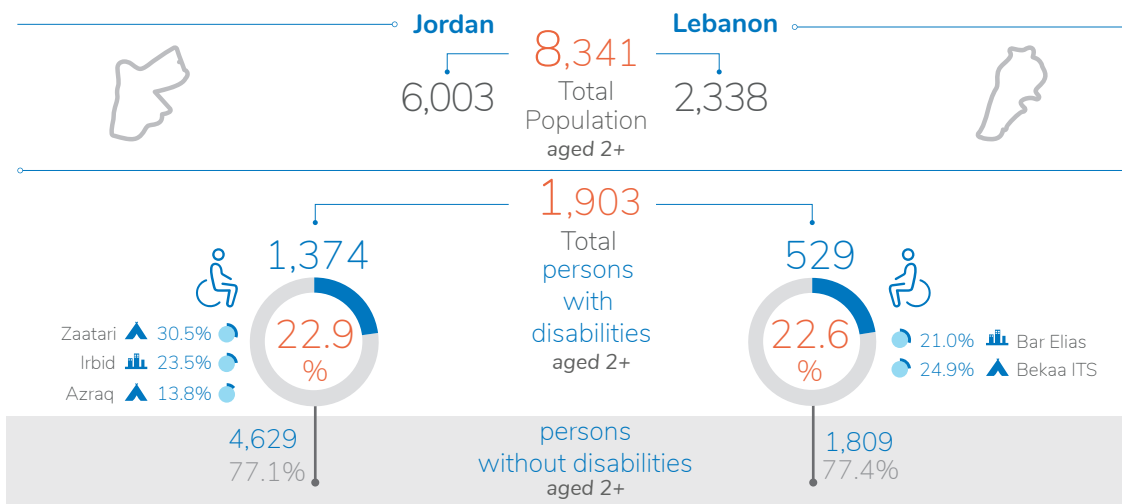 Jordan
Lebanon
8,341
6,003
Total
2,338
Population
aged 2+
1,903
Total
persons
with
disabilities
aged 2+
1,374
529
22.9
%
22.6
%
Zaatari 30.5%
Irbid 23.5%
Azraq 13.8%
21.0% Bar Elias
24.9% Bekaa ITS
4,629
77.1%
persons
without disabilities
aged 2+
1,809
77.4%